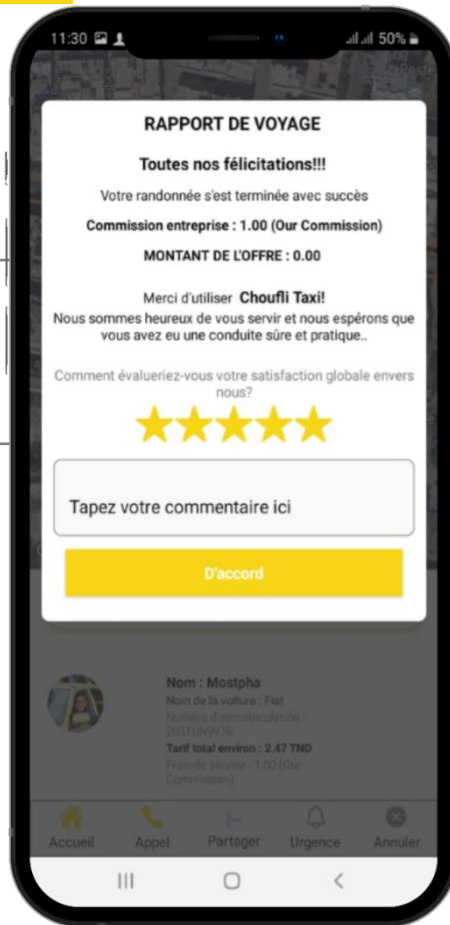 11:30
50%
RAPPORT DE VOYAGE
Toutes nos félicitations!!!
Votre randonnée s'est terminée avec succès
Commission entreprise : 1.00 (Our Commission)
MONTANT DE L'OFFRE : 0.00
Merci d'utiliser Choufli Taxi!
Nous sommes heureux de vous servir et nous espérons que
vous avez eu une conduite sûre et pratique..
Comment évalueriez-vous votre satisfaction globale envers
nous?
Tapez votre commentaire ici
D'accord
Nom : Mostpha
Nom de la voiture : Fiat
Numéro d'immatriculation :
203TUN9978
Tarif total environ : 2.47 TND
Frais de service : 1.00 (Our
Commission)
Accueil Appel Partager Urgence Annuler